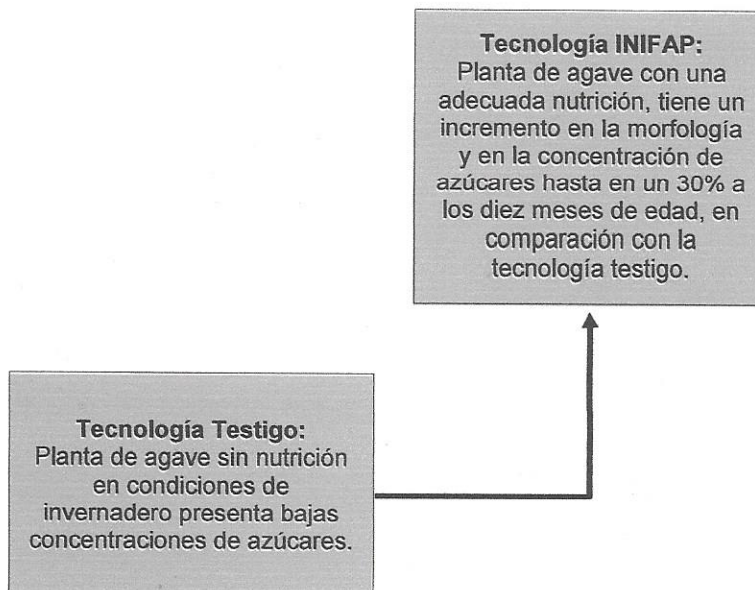 Tecnología INIFAP:
Planta de agave con una
adecuada nutrición, tiene un
incremento en la morfología
y en la concentración de
azúcares hasta en un 30% a
los diez meses de edad, en
comparación con la
tecnología testigo.
Tecnología Testigo:
Planta de agave sin nutrición
en condiciones de
invernadero presenta bajas
concentraciones de azúcares.